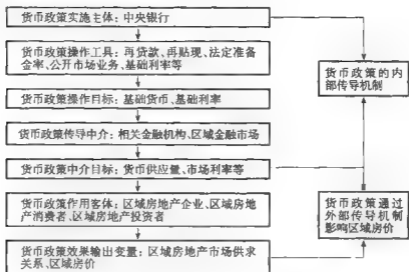 货币政策实施主体：中央银行
货币政策操作工具：再贷款、再贴现、法定准备
金率、公开市场业务、基础利率等
货币政策操作目标：基础货币、基础利率
货币政策传导中介：相关金融机构、区域金融市场
货币政策中介目标：货币供应量、市场利率等
货币政策作用客体：区域房地产企业、区域房地
产消费者、区域房地产投资者
货币政策效果输出变量：区域房地产市场供求
关系、区域房价
货币政策的内
部传导机制
货币政策通过
外部传导机制
影响区域房价